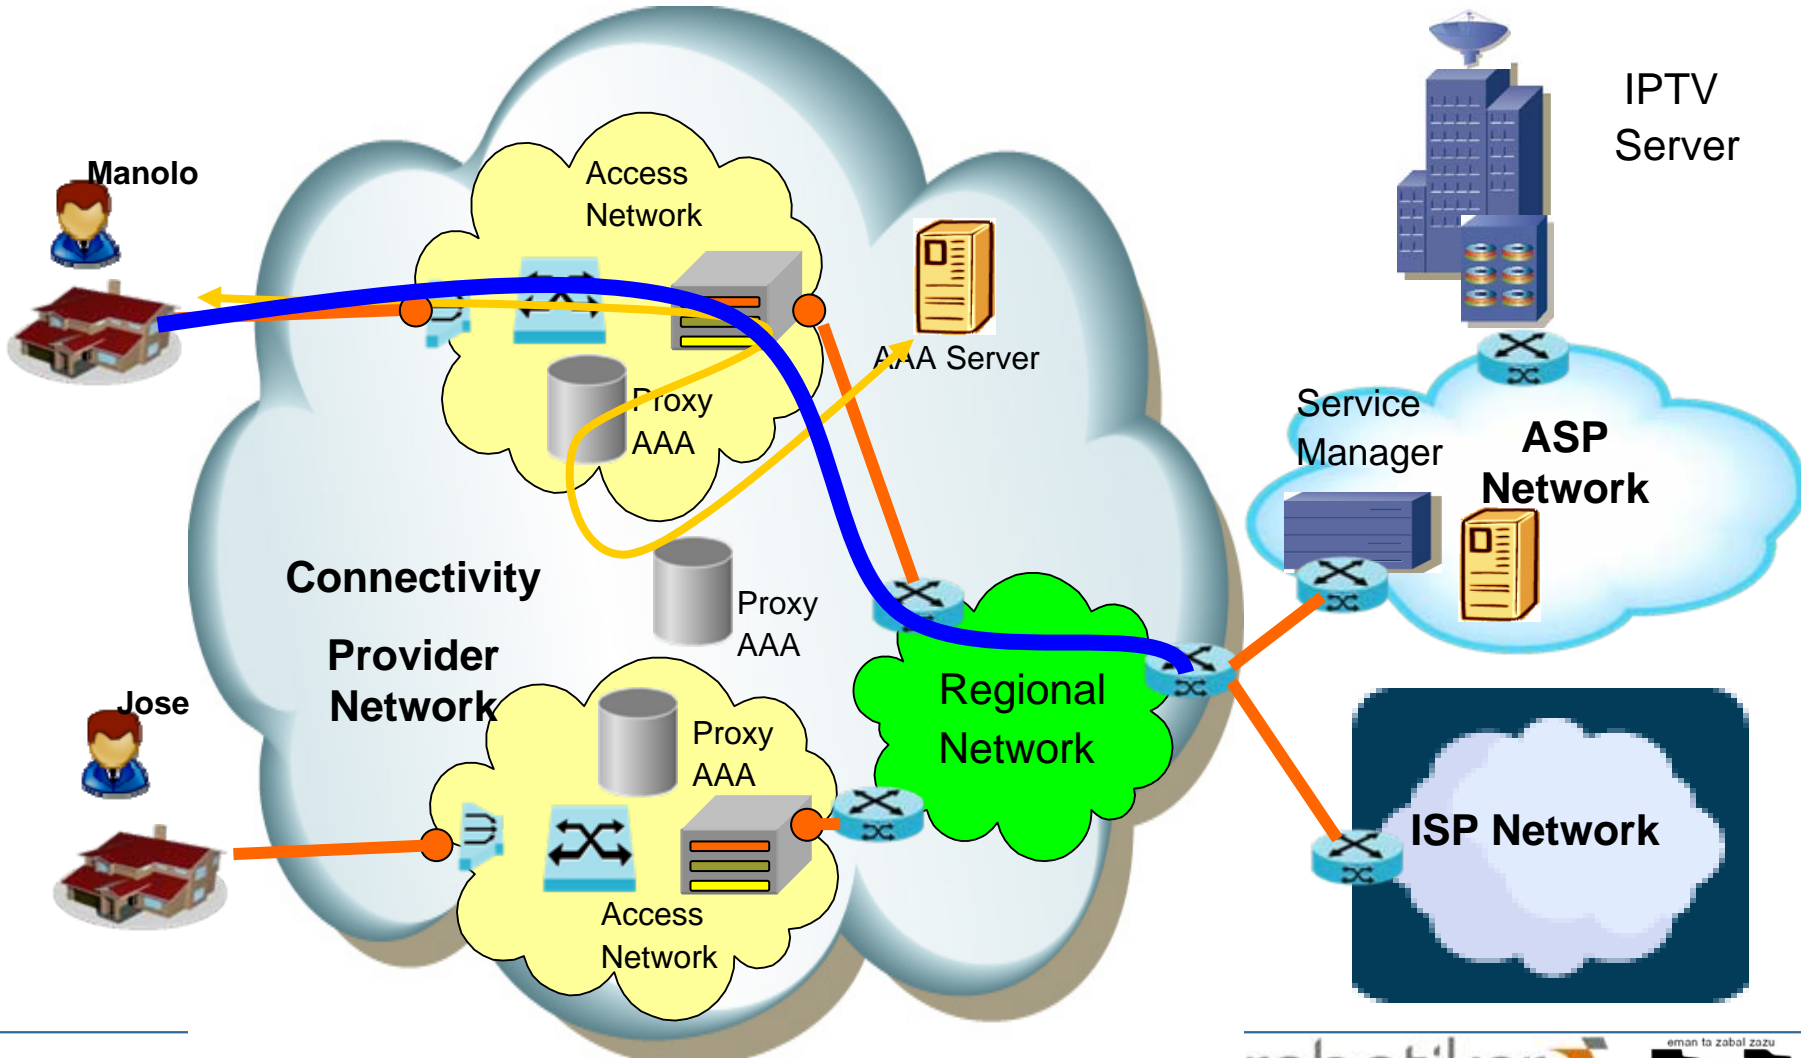 Manolo
Access
Network
IPTV
Server
AAA Server
Proxy
AAA
Service
Manager
ASP
Network
Connectivity
Provider
Network
Proxy
AAA
Regional
Network
Jose
Proxy
AAA
Access
Network
ISP Network
eman ta zabal zazu